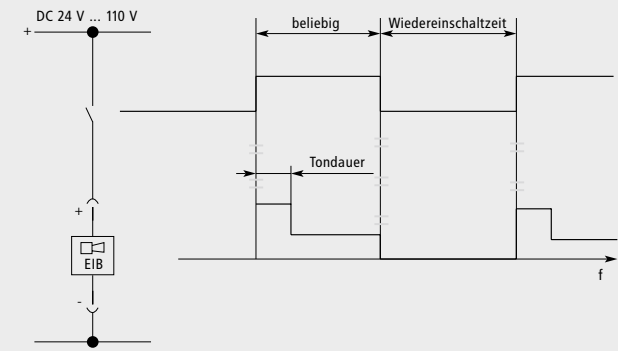 DC 24 V ... 110 V
+
beliebig
Wiedereinschaltzeit
Tondauer
+
EIB
-
f